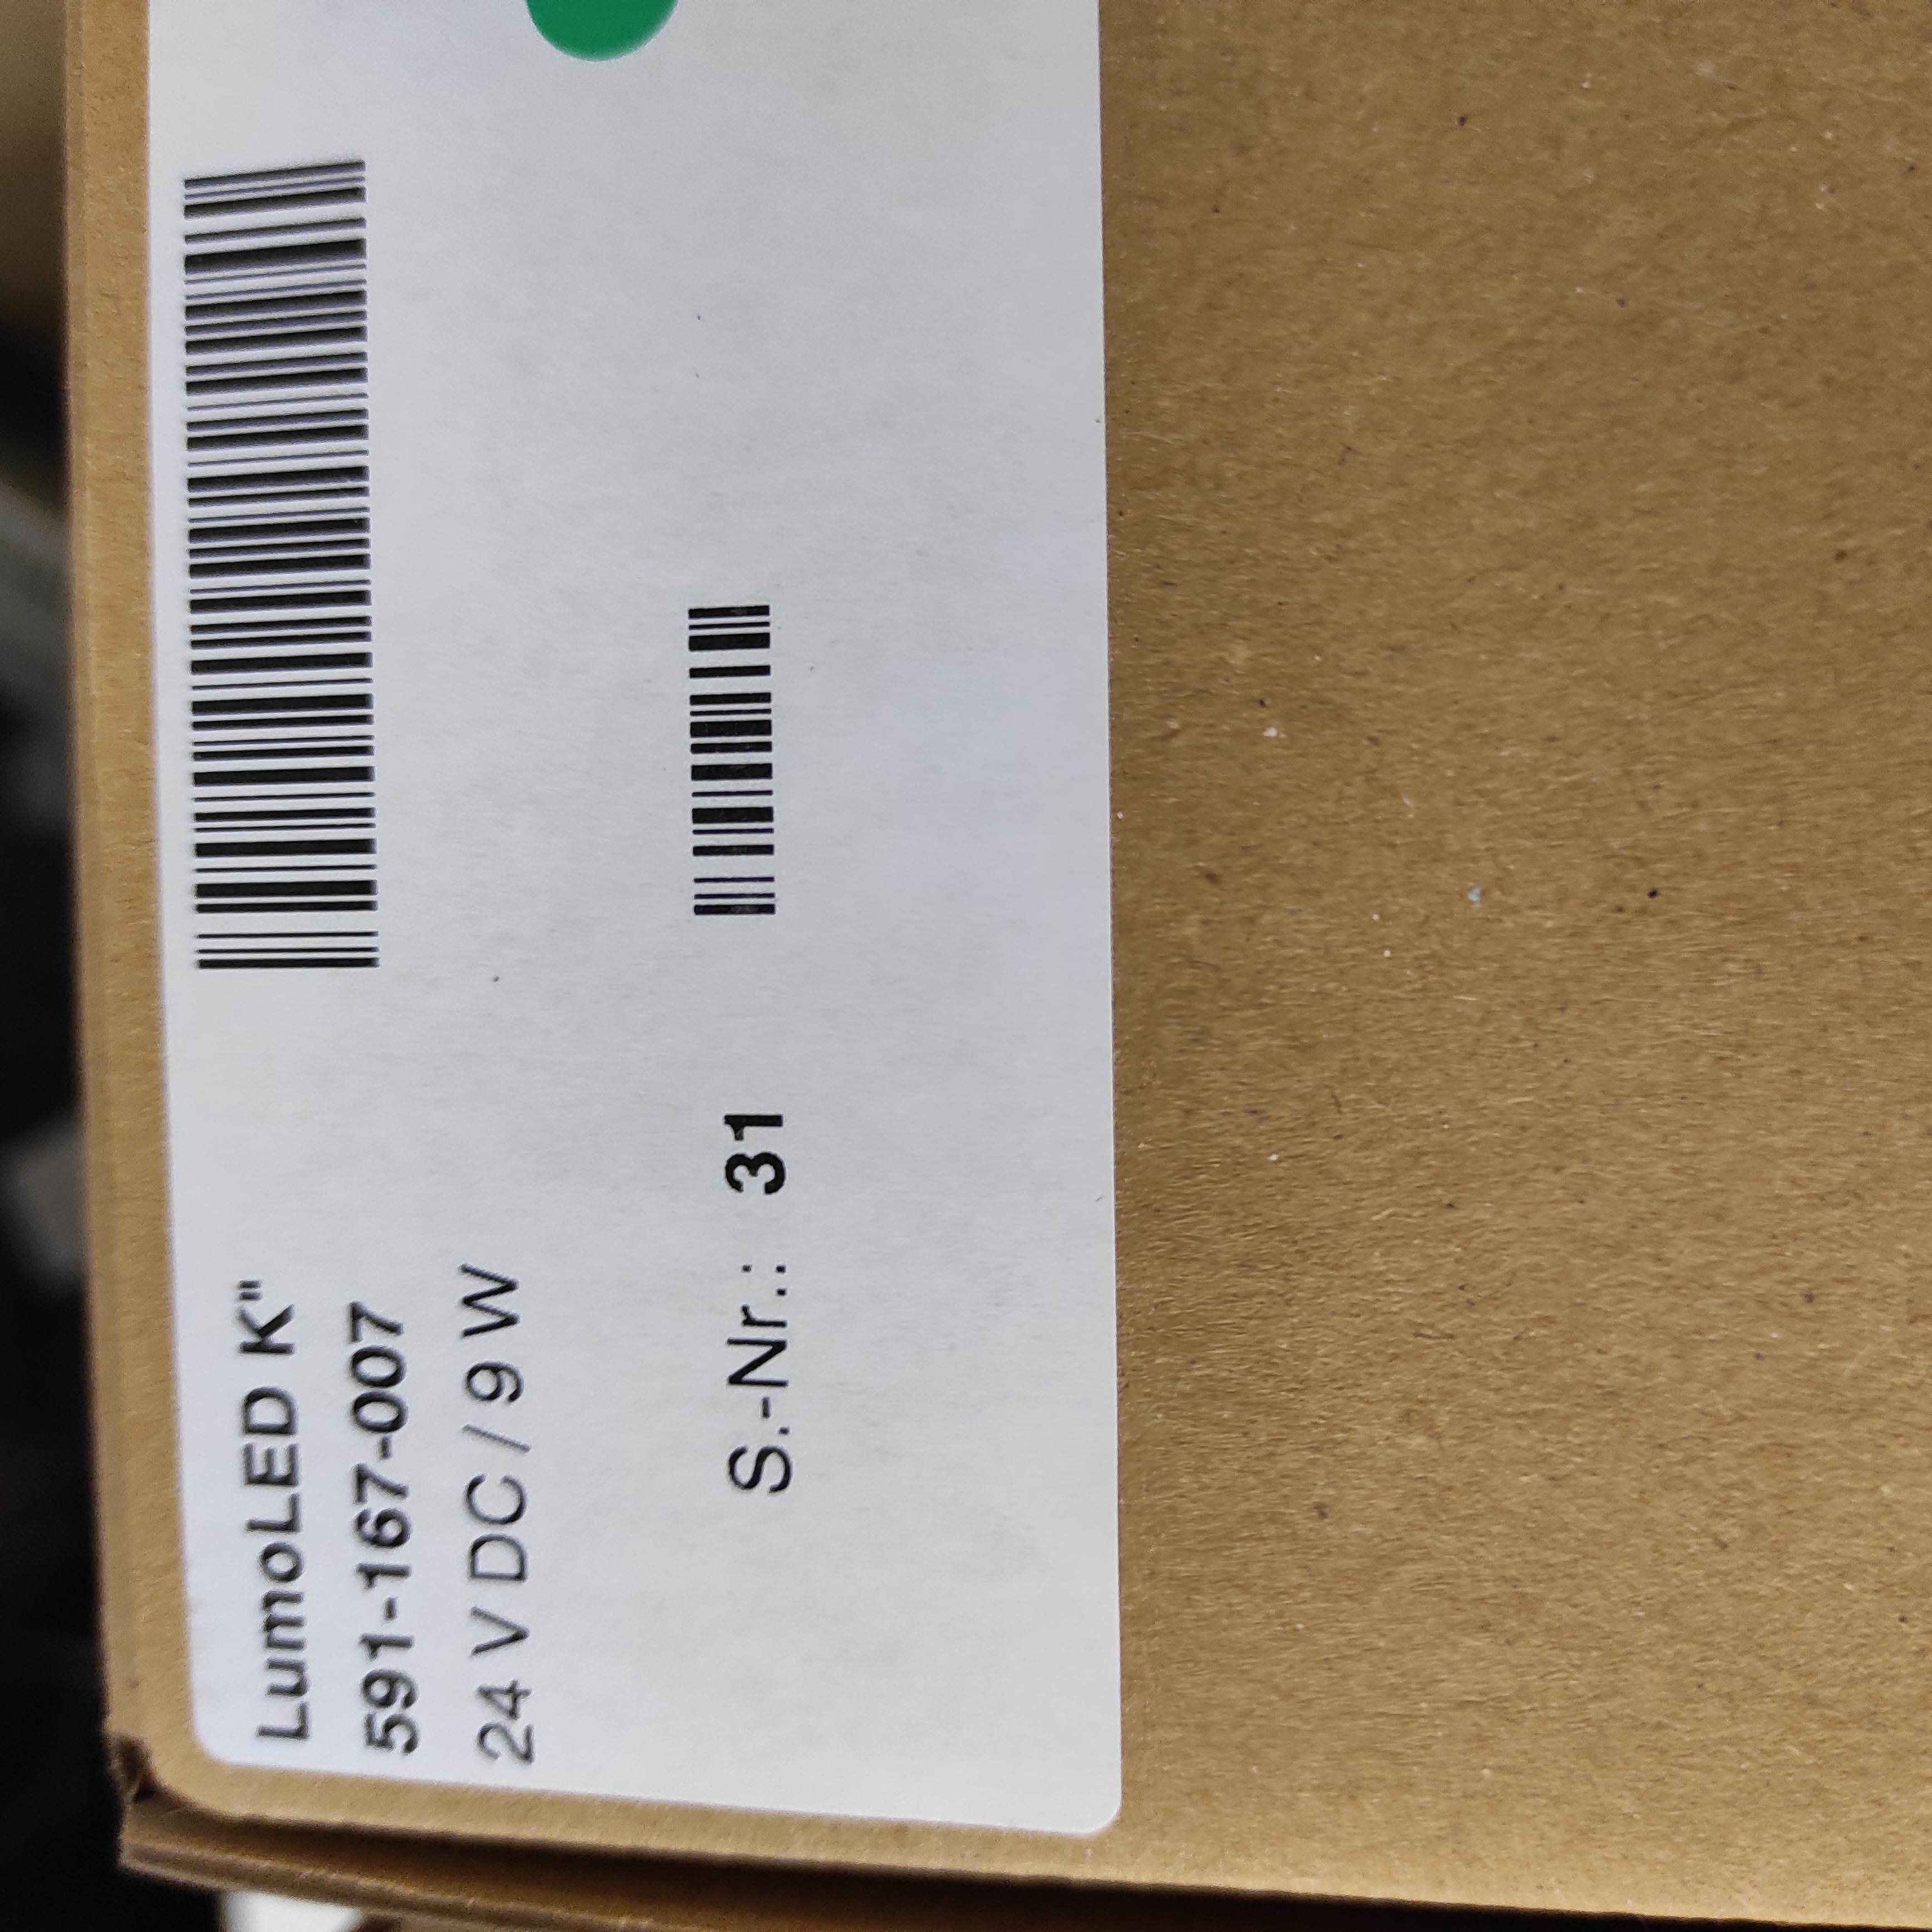 LumoLED K"
591-167-007
24 V DC / 9 W
S.-Nr.: 31